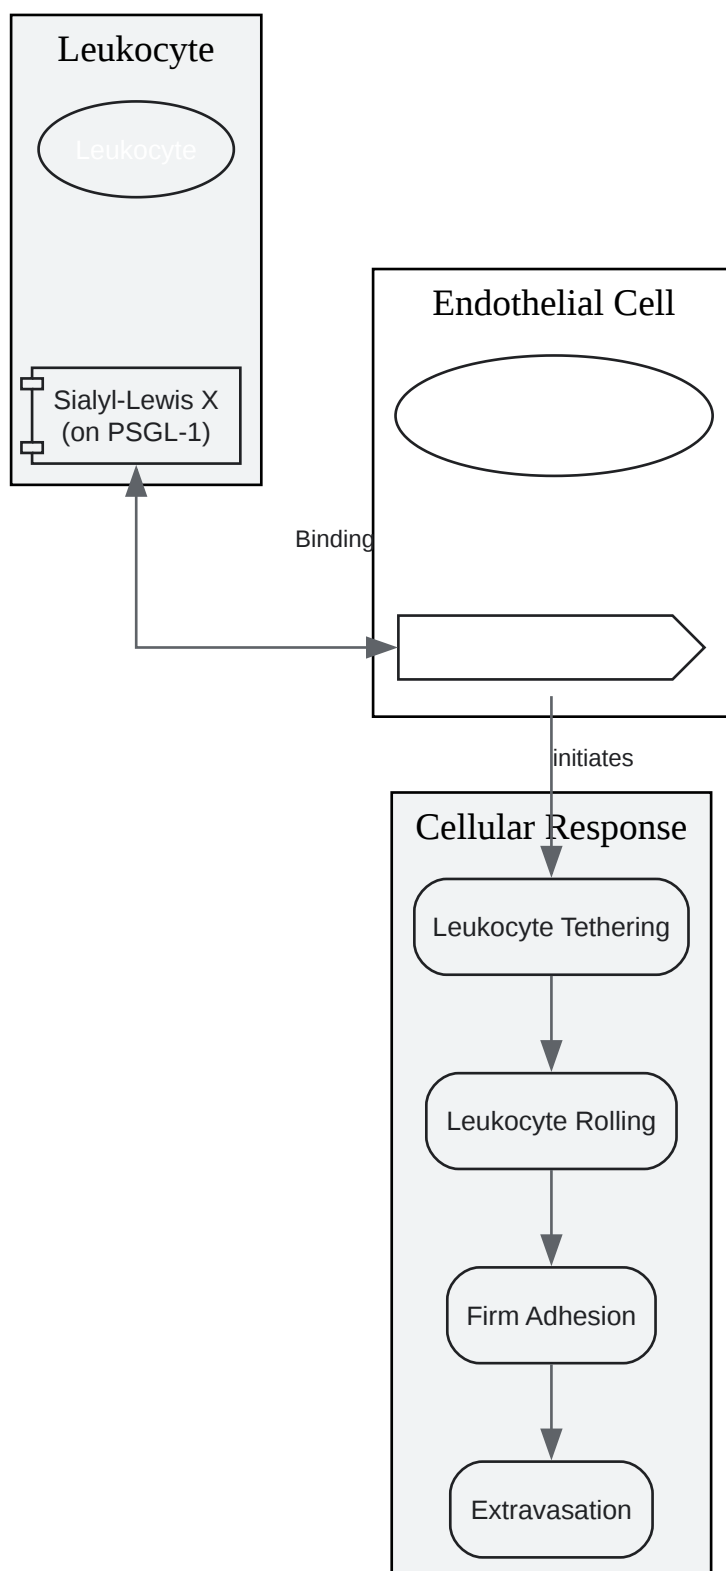 Leukocyte
Leukocyte
Sialyl-Lewis X
(on PSGL-1)
Endothelial Cell
Binding
initiates
Cellular Response
Leukocyte Tethering
Leukocyte Rolling
Firm Adhesion
Extravasation